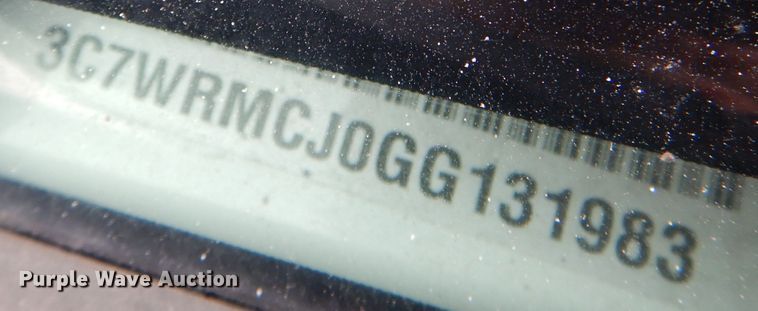 3C7WRMCJ0GG131983
Purple Wave Auction